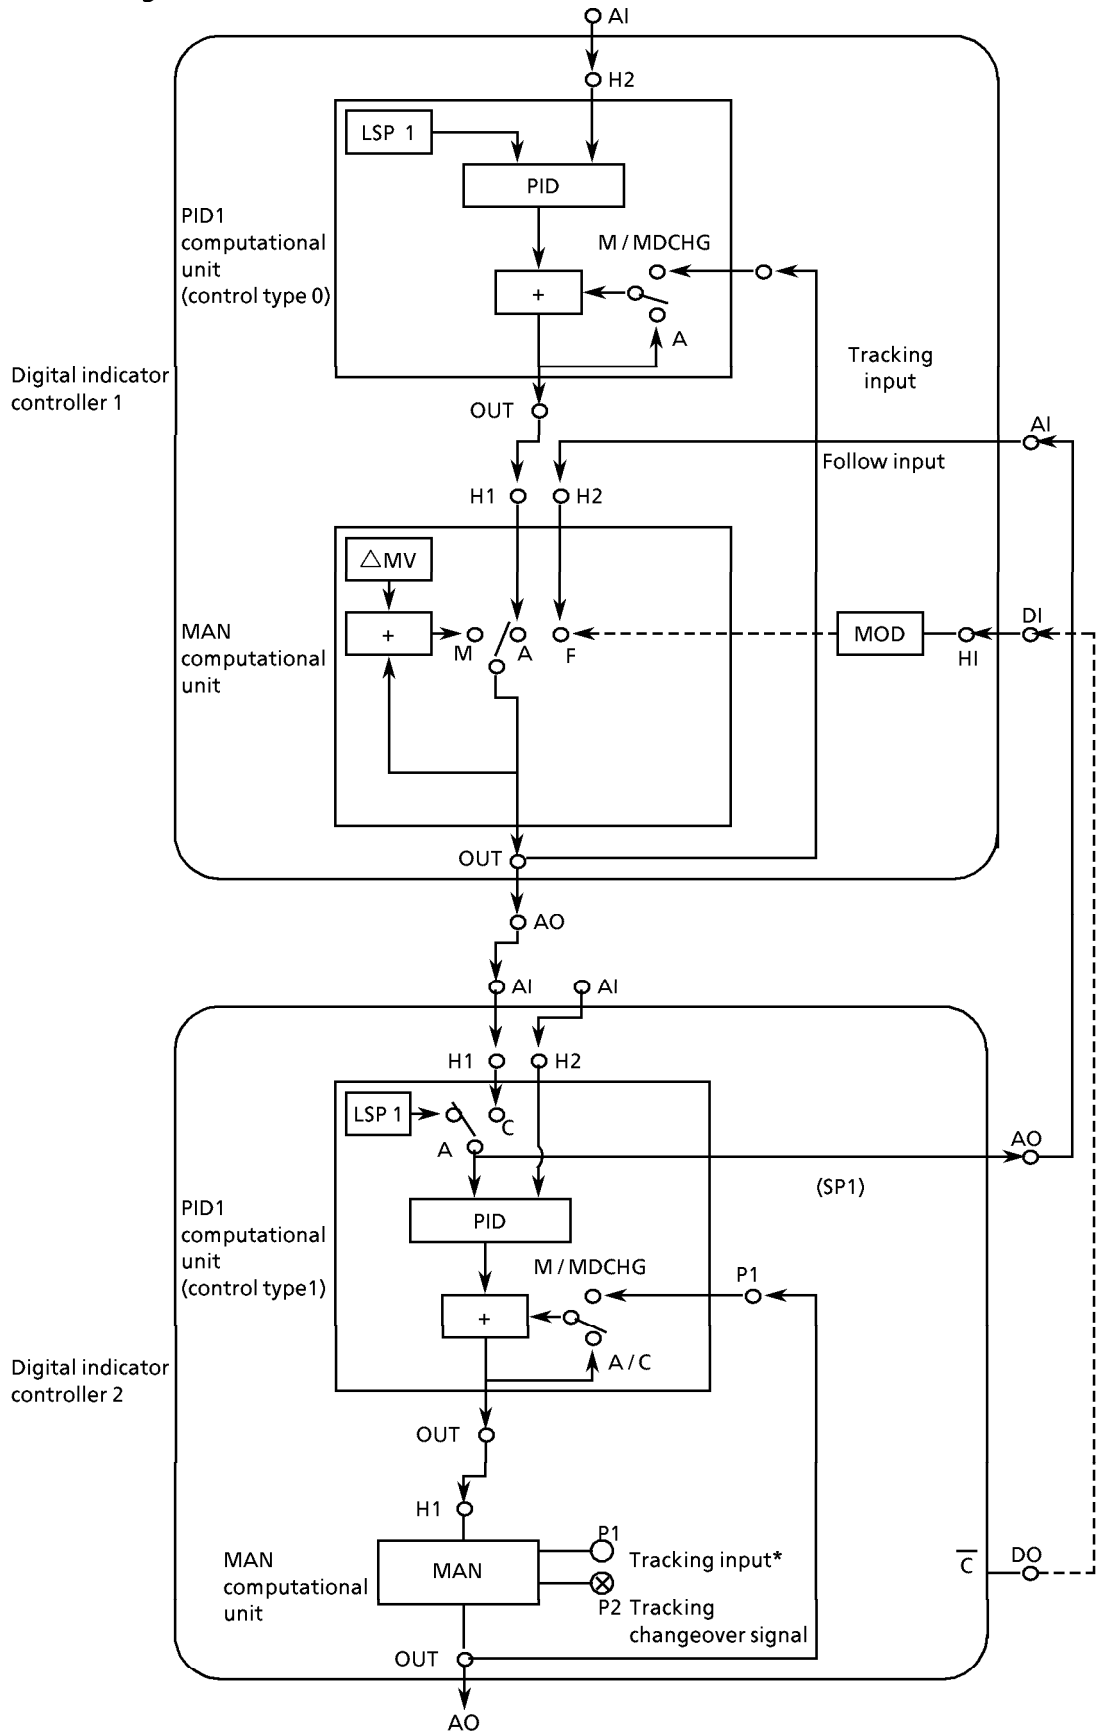 AI
H2
LSP 1
PID
PID1
computational
unit
(control type 0)
M / MDCHG
+
A
Tracking
input
Digital indicator
controller 1
OUT
AI
Follow input
H1
H2
△MV
MAN
computational
unit
+
M
A
F
MOD
HI
DI
OUT
AO
AI
AI
H1
H2
LSP 1
C
A
AO
(SP1)
PID1
computational
unit
(control type1)
PID
M / MDCHG
P1
+
A / C
Digital indicator
controller 2
OUT
H1
MAN
computational
unit
MAN
P1
Tracking input*
P2 Tracking
changeover signal
C̅
DO
OUT
AO